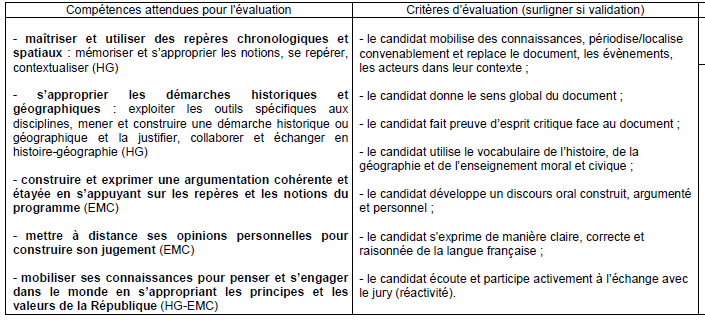 Compétences attendues pour l'évaluation
- maîtriser et utiliser des repères chronologiques et
spatiaux : mémoriser et s'approprier les notions, se repérer,
contextualiser (HG)
- s'approprier les démarches historiques et
géographiques : exploiter les outils spécifiques aux
disciplines, mener et construire une démarche historique ou
géographique et la justifier, collaborer et échanger en
histoire-géographie (HG)
- construire et exprimer une argumentation cohérente et
étayée en s'appuyant sur les repères et les notions du
programme (EMC)
- mettre à distance ses opinions personnelles pour
construire son jugement (EMC)
- mobiliser ses connaissances pour penser et s'engager
dans le monde en s'appropriant les principes et les
valeurs de la République (HG-EMC)
Critères d'évaluation (surligner si validation)
- le candidat mobilise des connaissances, périodise/localise
convenablement et replace le document, les évènements,
les acteurs dans leur contexte ;
- le candidat donne le sens global du document ;
- le candidat fait preuve d'esprit critique face au document ;
- le candidat utilise le vocabulaire de l'histoire, de la
géographie et de l'enseignement moral et civique ;
- le candidat développe un discours oral construit, argumenté
et personnel ;
- le candidat s'exprime de manière claire, correcte et
raisonnée de la langue française ;
- le candidat écoute et participe activement à l'échange avec
le jury (réactivité).